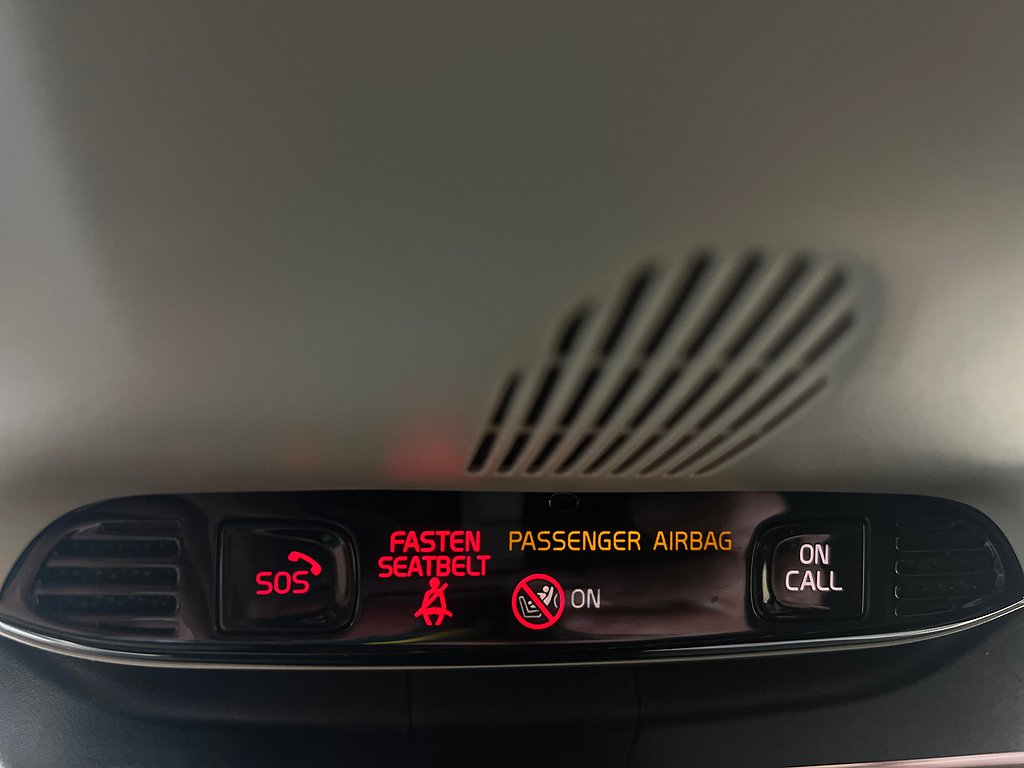 SOS
FASTEN
SEATBELT
PASSENGER AIRBAG
ON
ON
CALL